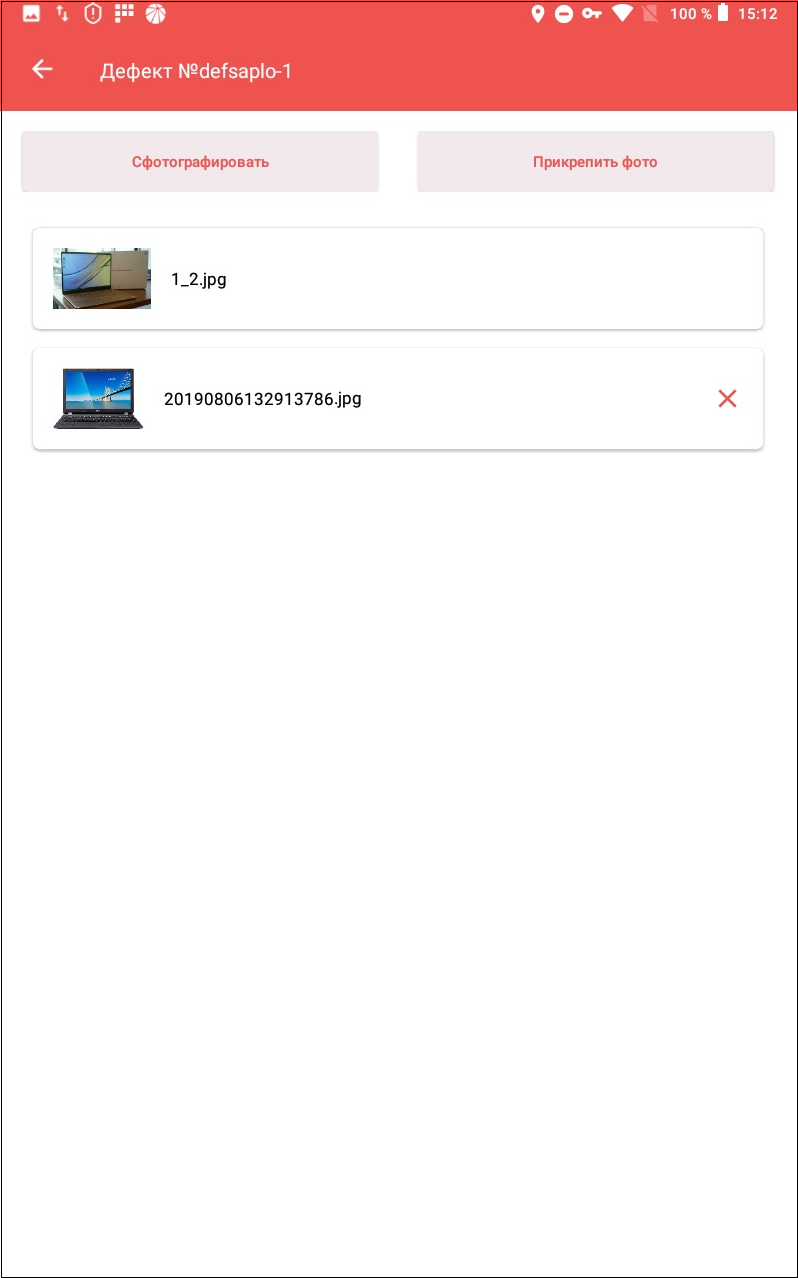 100 % 15:12
Дефект №defsaplo-1
Сфотографировать
Прикрепить фото
1_2.jpg
20190806132913786.jpg